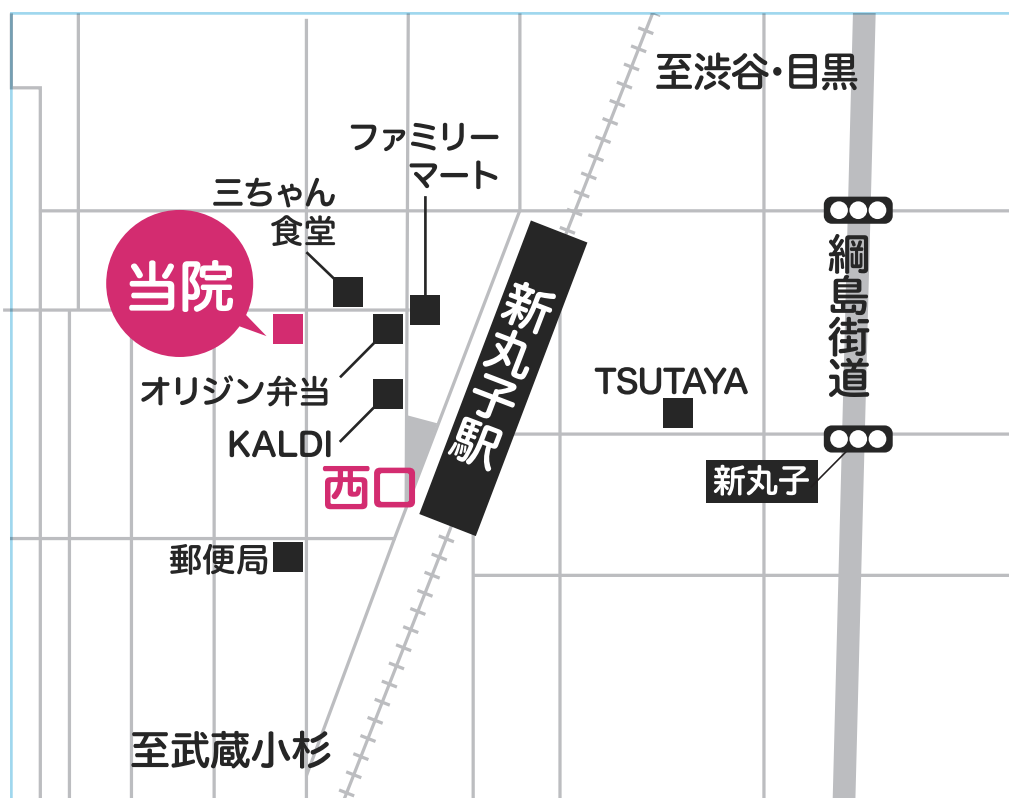 至渋谷・目黒
ファミリー
マート
三ちゃん
食堂
当院
綱島街道
新丸子駅
オリジン弁当
TSUTAYA
KALDI
西口
新丸子
郵便局
至武蔵小杉